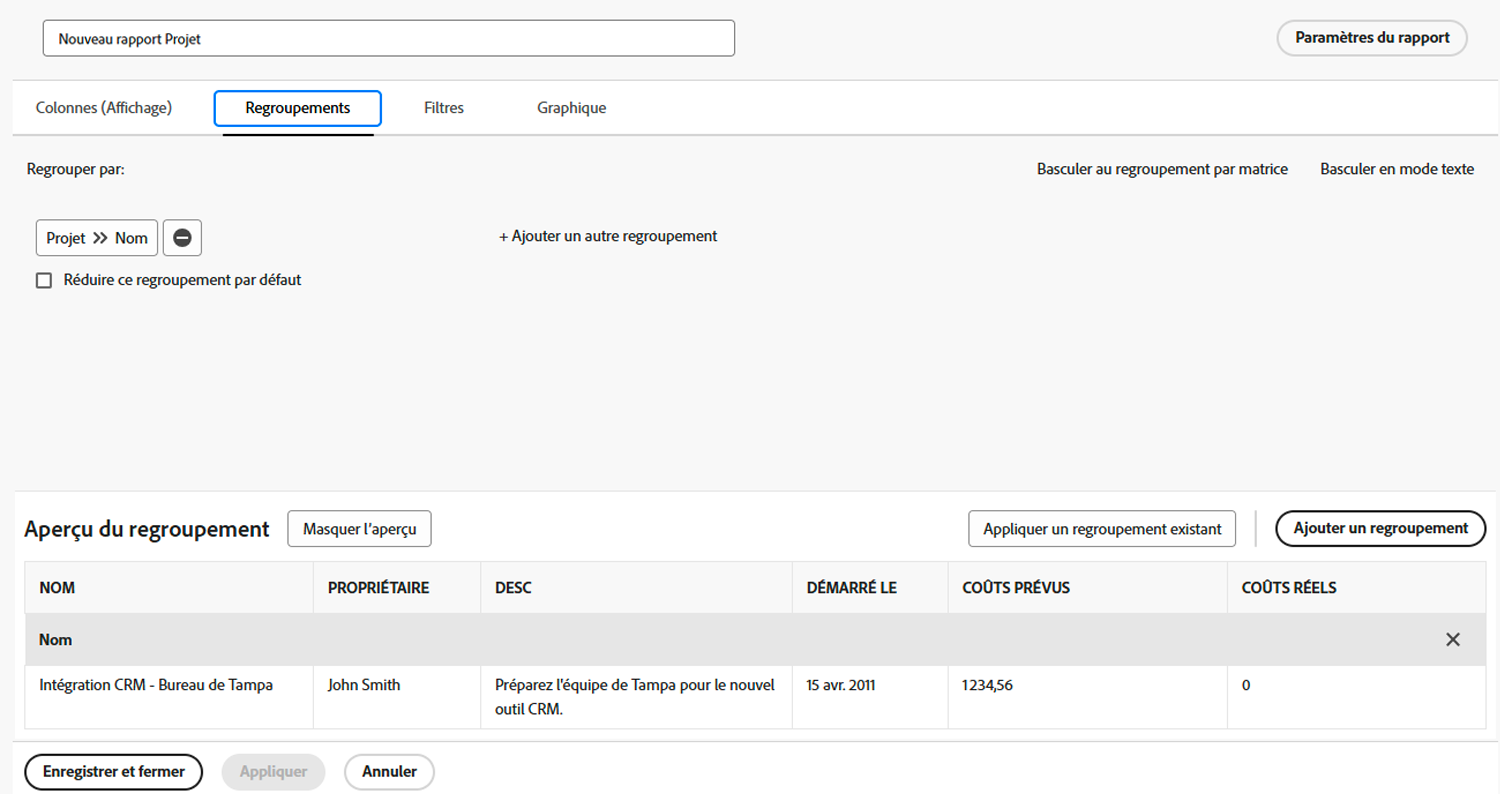 Nouveau rapport Projet
Paramètres du rapport
Colonnes (Affichage)
Regroupements
Filtres
Graphique
Regrouper par:
Basculer au regroupement par matrice
Basculer en mode texte
Projet >> Nom
+ Ajouter un autre regroupement
Réduire ce regroupement par défaut
Aperçu du regroupement
Masquer l'aperçu
Appliquer un regroupement existant
Ajouter un regroupement
NOM
PROPRIÉTAIRE
DESC
DÉMARRÉ LE
COÛTS PRÉVUS
COÛTS RÉELS
Nom
Intégration CRM - Bureau de Tampa
John Smith
Préparez l'équipe de Tampa pour le nouvel
outil CRM.
15 avr. 2011
1234,56
0
Enregistrer et fermer
Appliquer
Annuler